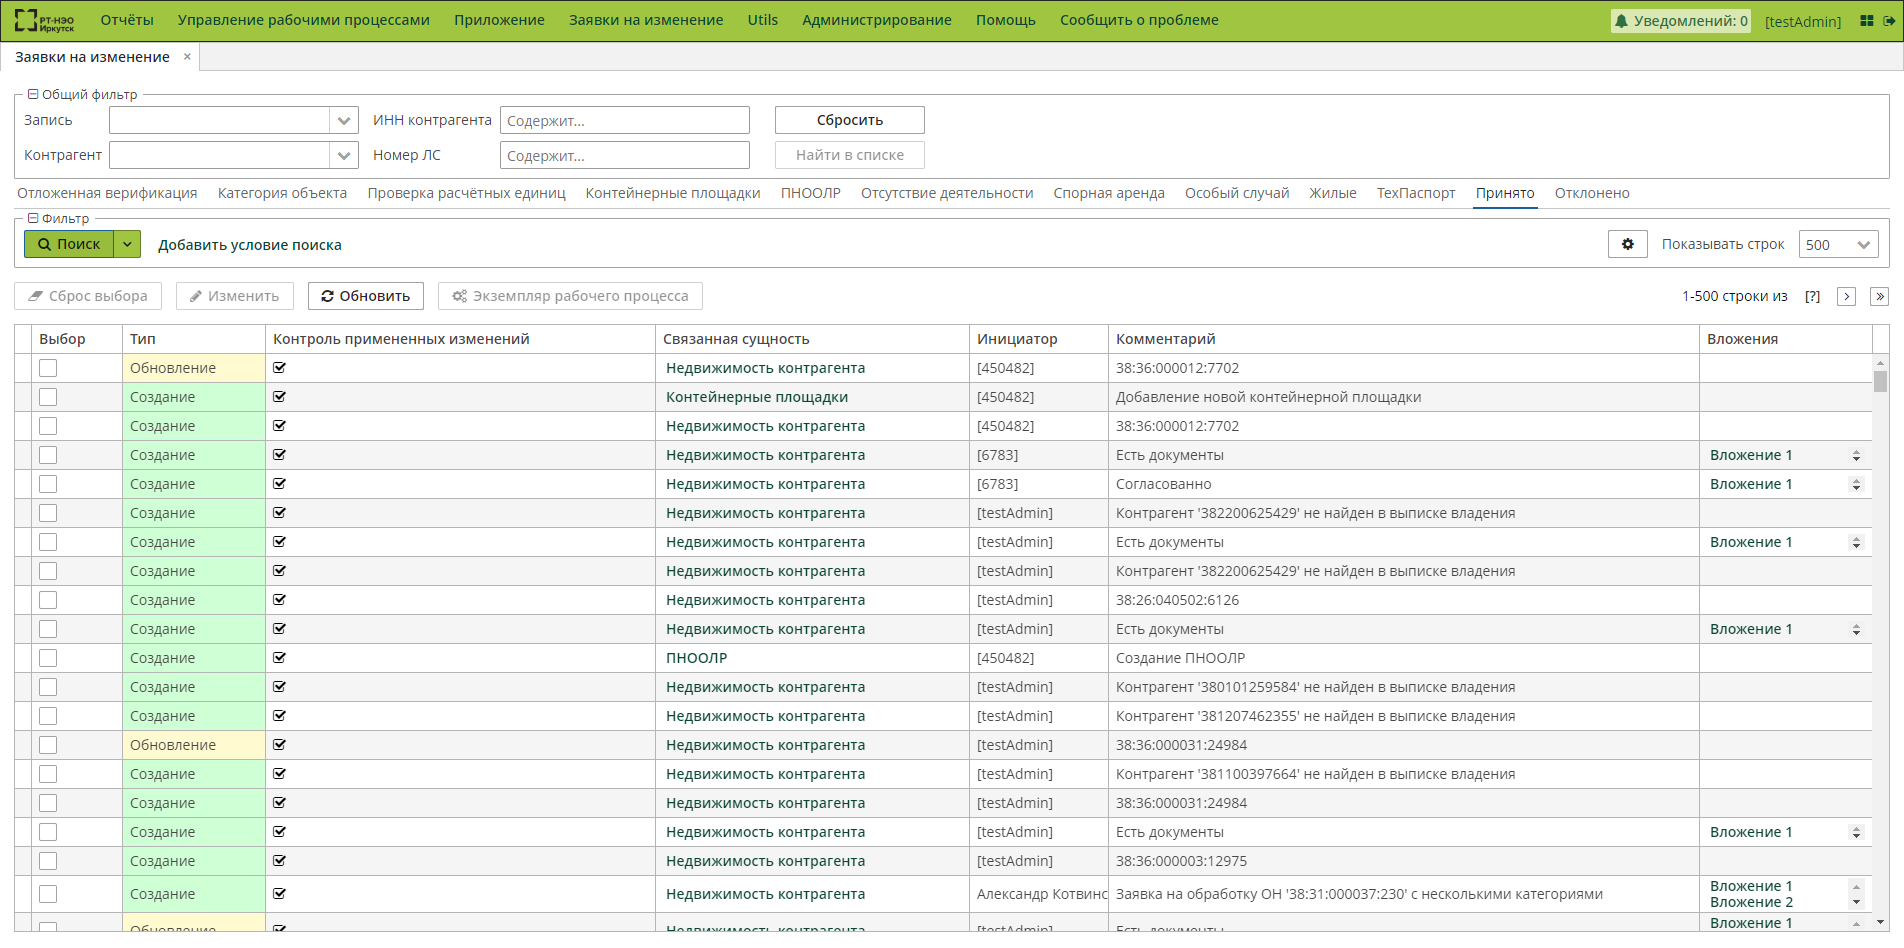 РТ-НЭО Иркутск Отчёты Управление рабочими процессами Приложение Заявки на изменение Utils Администрирование Помощь Сообщить о проблеме Уведомлений: 0 [testAdmin]
Заявки на изменение ×
Общий фильтр
Запись ИНН контрагента Содержит... Сбросить
Контрагент Номер ЛС Содержит... Найти в списке
Отложенная верификация Категория объекта Проверка расчётных единиц Контейнерные площадки ПНООЛР Отсутствие деятельности Спорная аренда Особый случай Жилые ТехПаспорт Принято Отклонено
Фильтр
Поиск Добавить условие поиска Показывать строк 500
Сброс выбора Изменить Обновить Экземпляр рабочего процесса 1-500 строки из [?]
Выбор Тип Контроль примененных изменений Связанная сущность Инициатор Комментарий Вложения
Обновление Недвижимость контрагента [450482] 38:36:000012:7702
Создание Контейнерные площадки [450482] Добавление новой контейнерной площадки
Создание Недвижимость контрагента [450482] 38:36:000012:7702
Создание Недвижимость контрагента [6783] Есть документы Вложение 1
Создание Недвижимость контрагента [6783] Согласованно Вложение 1
Создание Недвижимость контрагента [testAdmin] Контрагент '382200625429' не найден в выписке владения
Создание Недвижимость контрагента [testAdmin] Есть документы Вложение 1
Создание Недвижимость контрагента [testAdmin] Контрагент '382200625429' не найден в выписке владения
Создание Недвижимость контрагента [testAdmin] 38:26:040502:6126
Создание Недвижимость контрагента [testAdmin] Есть документы Вложение 1
Создание ПНООЛР [450482] Создание ПНООЛР
Создание Недвижимость контрагента [testAdmin] Контрагент '380101259584' не найден в выписке владения
Создание Недвижимость контрагента [testAdmin] Контрагент '381207462355' не найден в выписке владения
Обновление Недвижимость контрагента [testAdmin] 38:36:000031:24984
Создание Недвижимость контрагента [testAdmin] Контрагент '381100397664' не найден в выписке владения
Создание Недвижимость контрагента [testAdmin] 38:36:000031:24984
Создание Недвижимость контрагента [testAdmin] Есть документы Вложение 1
Создание Недвижимость контрагента [testAdmin] 38:36:000003:12975
Создание Недвижимость контрагента Александр Котвинс Заявка на обработку ОН '38:31:000037:230' с несколькими категориями Вложение 1
Вложение 2
Обновление Недвижимость контрагента [testAdmin] Есть документы Вложение 1